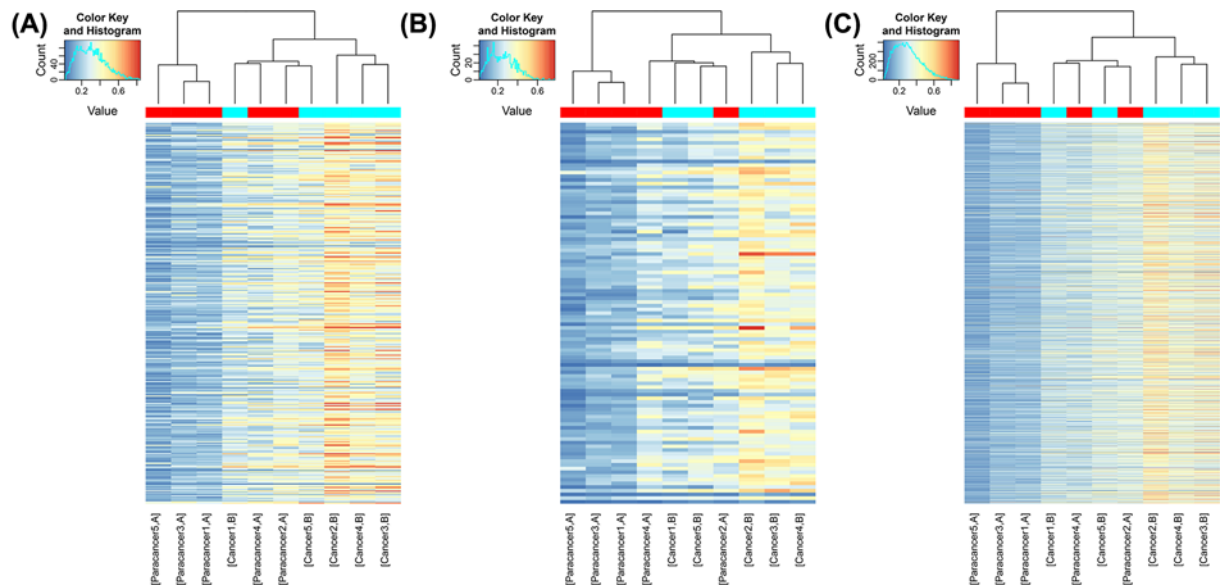 (A)
Color Key
and Histogram
Count
0 40
0.2 0.6
Value
[Paracancer5,A]
[Paracancer3,A]
[Paracancer1,A]
[Cancer1,B]
[Paracancer4,A]
[Paracancer2,A]
[Cancer5,B]
[Cancer2,B]
[Cancer4,B]
[Cancer3,B]
(B)
Color Key
and Histogram
Count
0 20
0.2 0.6
Value
[Paracancer5,A]
[Paracancer3,A]
[Paracancer1,A]
[Paracancer4,A]
[Cancer1,B]
[Cancer5,B]
[Paracancer2,A]
[Cancer2,B]
[Cancer3,B]
[Cancer4,B]
(C)
Color Key
and Histogram
Count
0 200
0.2 0.6
Value
[Paracancer5,A]
[Paracancer3,A]
[Paracancer1,A]
[Cancer1,B]
[Paracancer4,A]
[Cancer5,B]
[Paracancer2,A]
[Cancer2,B]
[Cancer4,B]
[Cancer3,B]